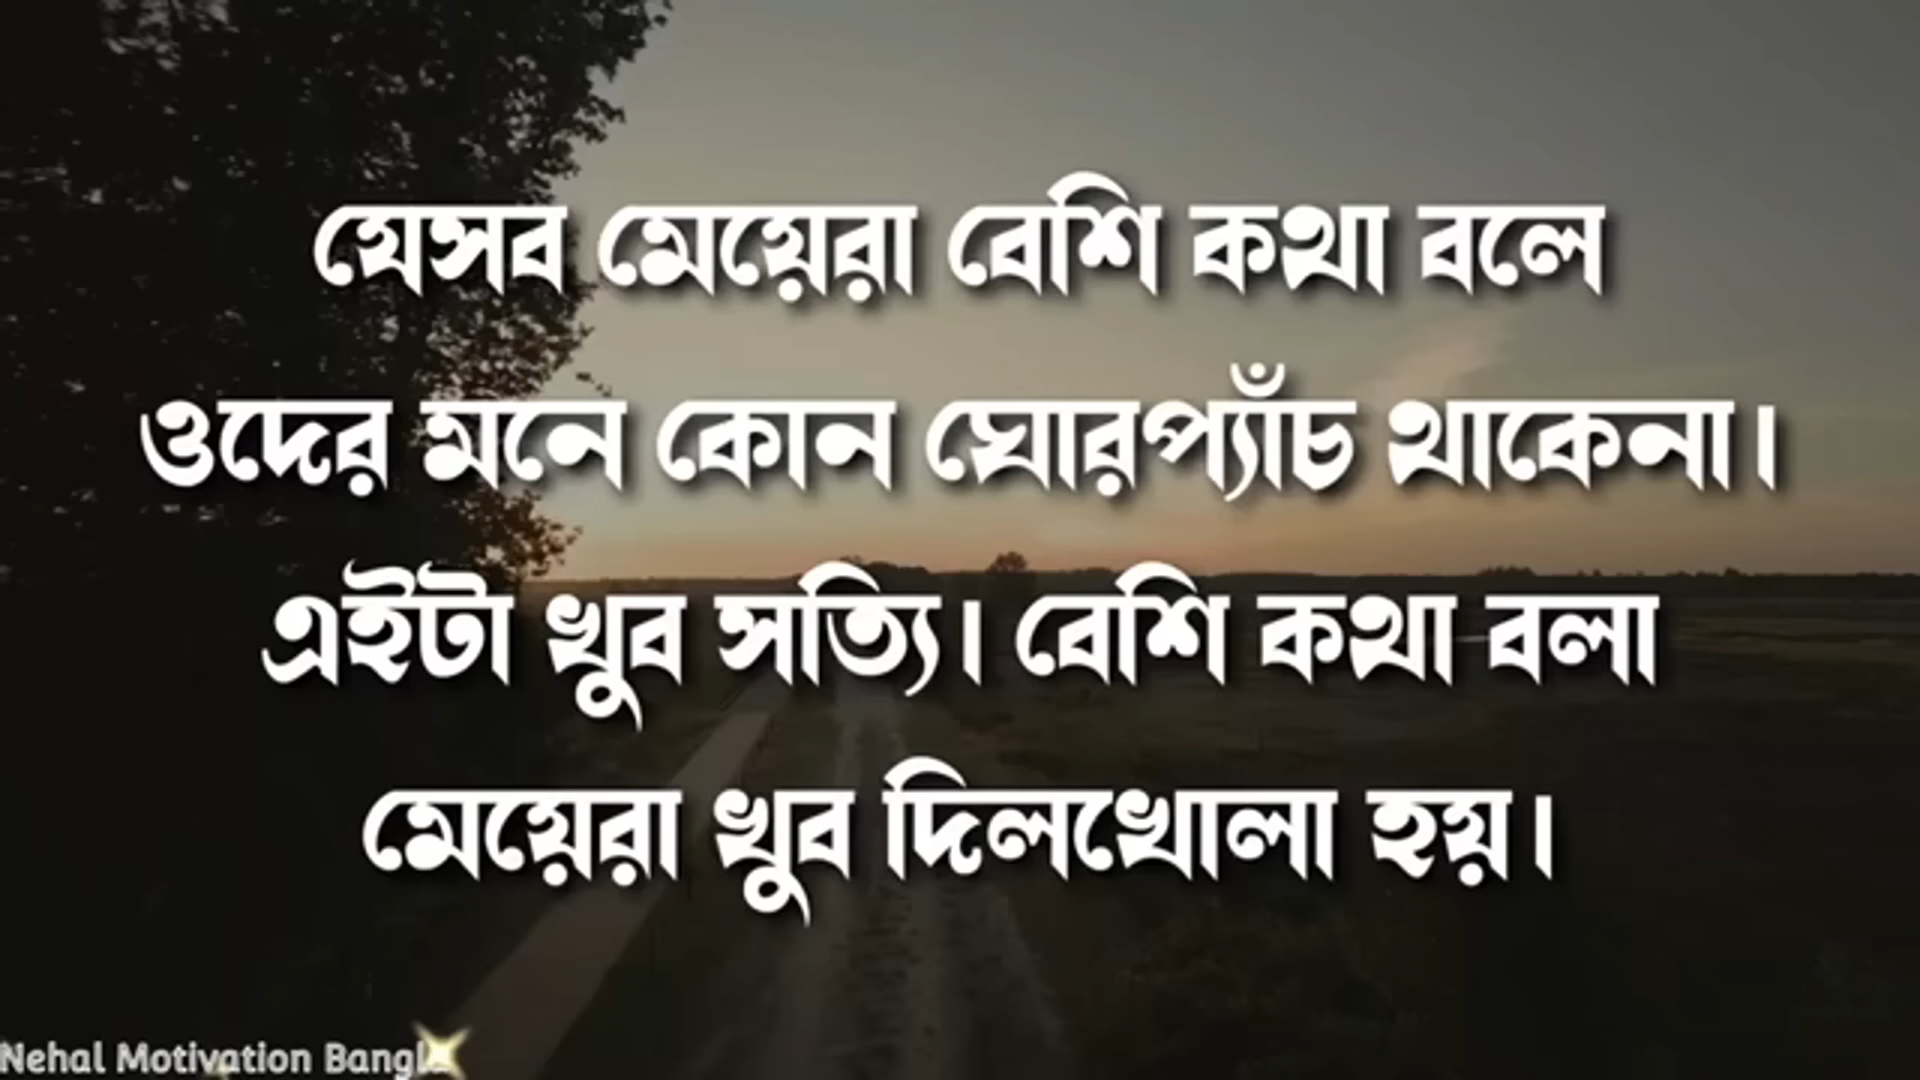 যেসব মেয়েরা বেশি কথা বলে
ওদের মনে কোন ঘোরপ্যাঁচ থাকেনা।
এইটা খুব সত্যি। বেশি কথা বলা
মেয়েরা খুব দিলখোলা হয়।
Nehal Motivation Bangla